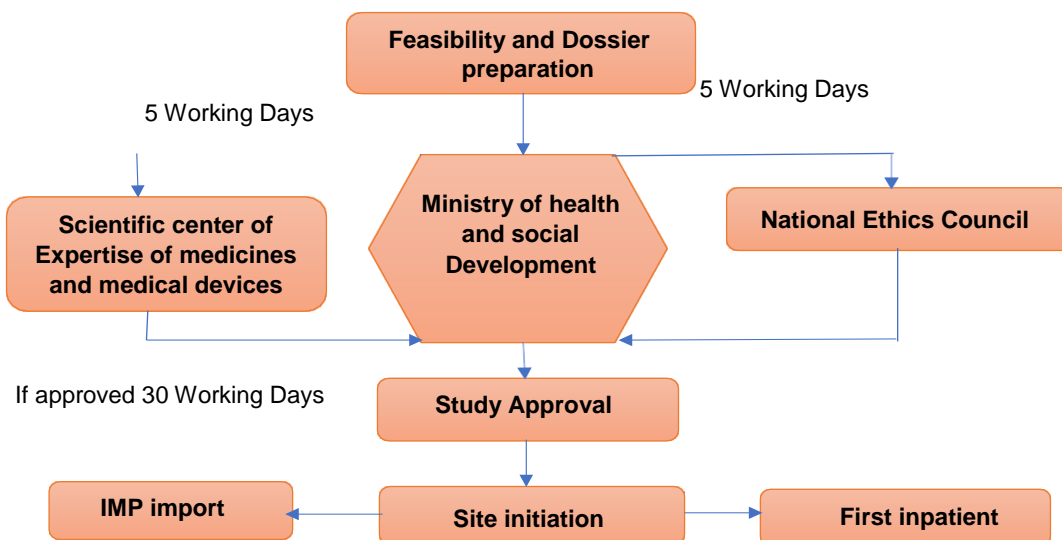 Feasibility and Dossier
preparation
5 Working Days
5 Working Days
Scientific center of
Expertise of medicines
and medical devices
Ministry of health
and social
Development
National Ethics Council
If approved 30 Working Days
Study Approval
IMP import
Site initiation
First inpatient